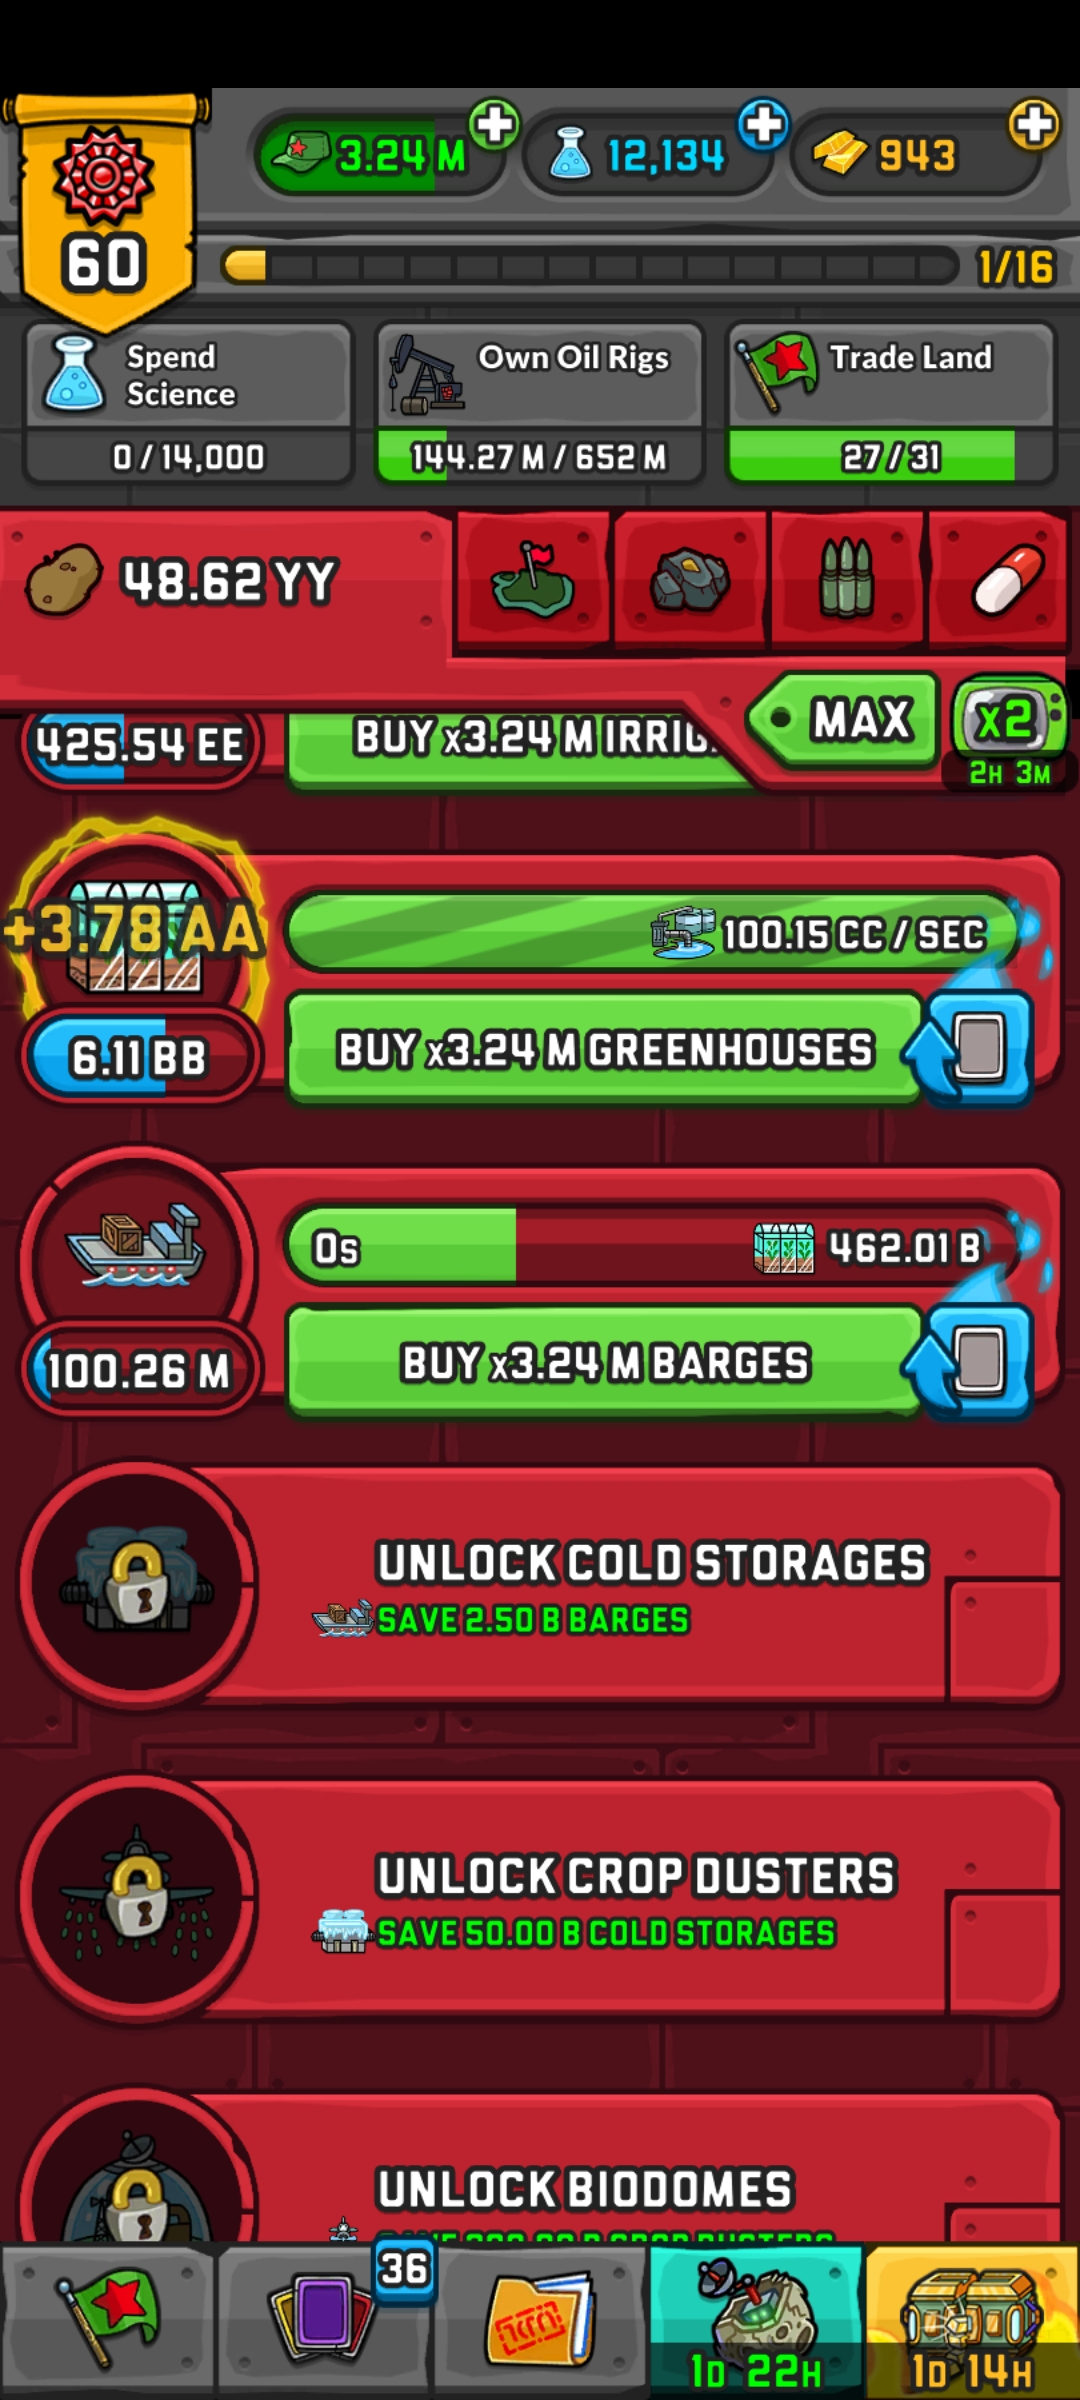 3.24 M
12,134
943
60
1/16
Spend
Science
Own Oil Rigs
Trade Land
0 / 14,000
144.27 M / 652 M
27 / 31
48.62 YY
MAX
x2
2H 3M
425.54 EE
BUY x3.24 M IRRIG.
+3.78 AA
100.15 CC / SEC
6.11 BB
BUY x3.24 M GREENHOUSES
0s
462.01 B
100.26 M
BUY x3.24 M BARGES
UNLOCK COLD STORAGES
SAVE 2.50 B BARGES
UNLOCK CROP DUSTERS
SAVE 50.00 B COLD STORAGES
UNLOCK BIODOMES
36
1D 22H
1D 14H